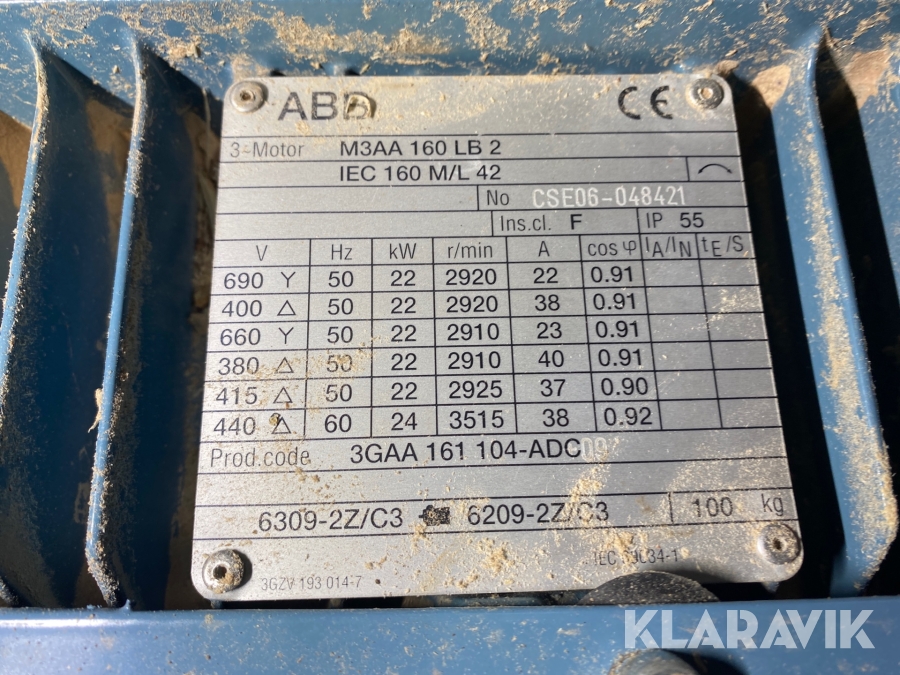 ABB CE
3~Motor M3AA 160 LB 2
IEC 160 M/L 42
No CSE06-048421
Ins.cl. F IP 55
V Hz kW r/min A cos φ IA/IN tE/S
690 Y 50 22 2920 22 0.91
400 Δ 50 22 2920 38 0.91
660 Y 50 22 2910 23 0.91
380 Δ 50 22 2910 40 0.91
415 Δ 50 22 2925 37 0.90
440 Δ 60 24 3515 38 0.92
Prod.code 3GAA 161 104-ADC
6309-2Z/C3 6209-2Z/C3 100 kg
3GZV 193 014-7 IEC 60034-1
KLARAVIK